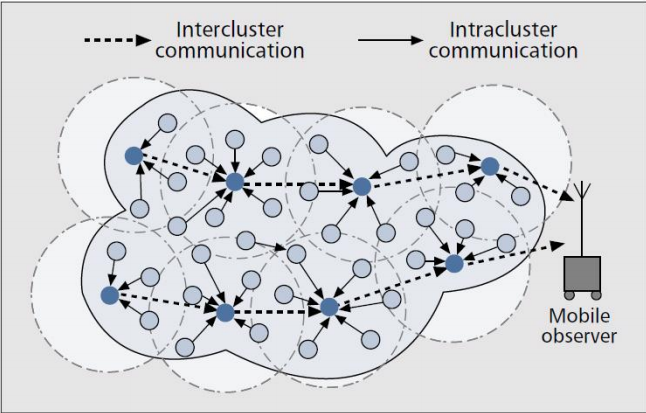 Intercluster
communication
Intracluster
communication
Mobile
observer